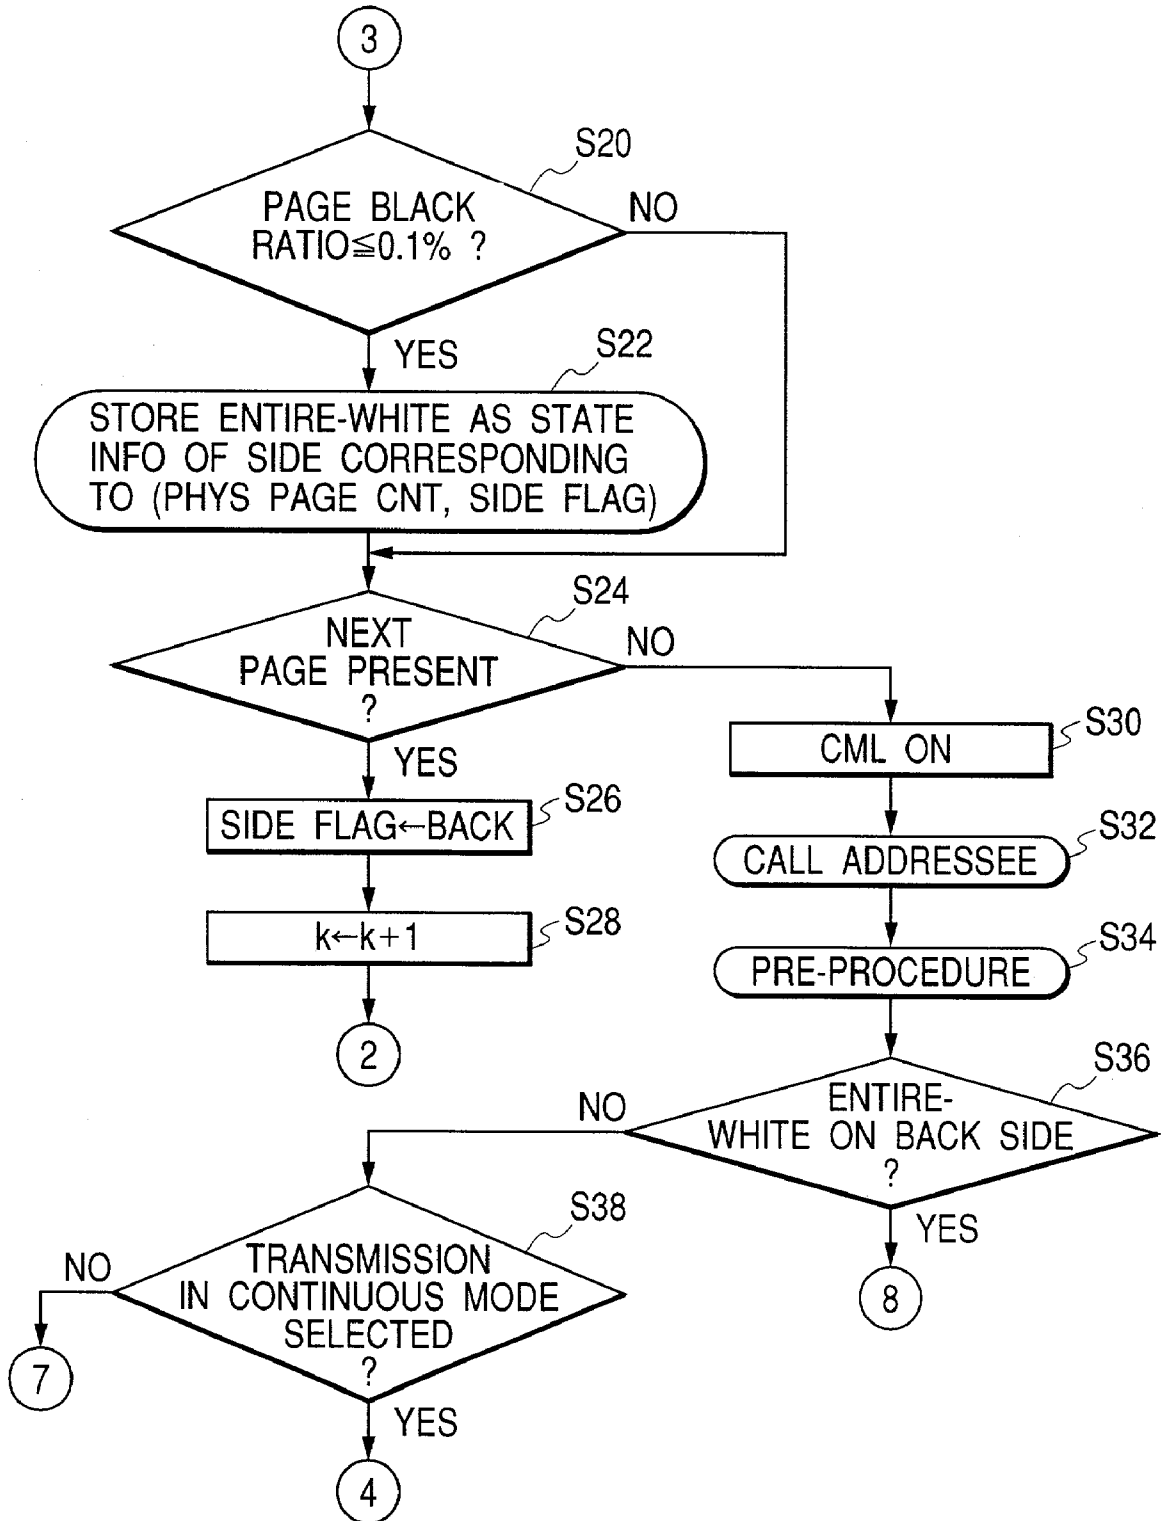 3
S20
PAGE BLACK
RATIO≦0.1% ?
NO
YES
S22
STORE ENTIRE-WHITE AS STATE
INFO OF SIDE CORRESPONDING
TO (PHYS PAGE CNT, SIDE FLAG)
S24
NEXT
PAGE PRESENT
?
NO
YES
S26
SIDE FLAG←BACK
S28
k←k+1
2
S30
CML ON
S32
CALL ADDRESSEE
S34
PRE-PROCEDURE
S36
ENTIRE-
WHITE ON BACK SIDE
?
NO
YES
8
S38
TRANSMISSION
IN CONTINUOUS MODE
SELECTED
?
NO
7
YES
4